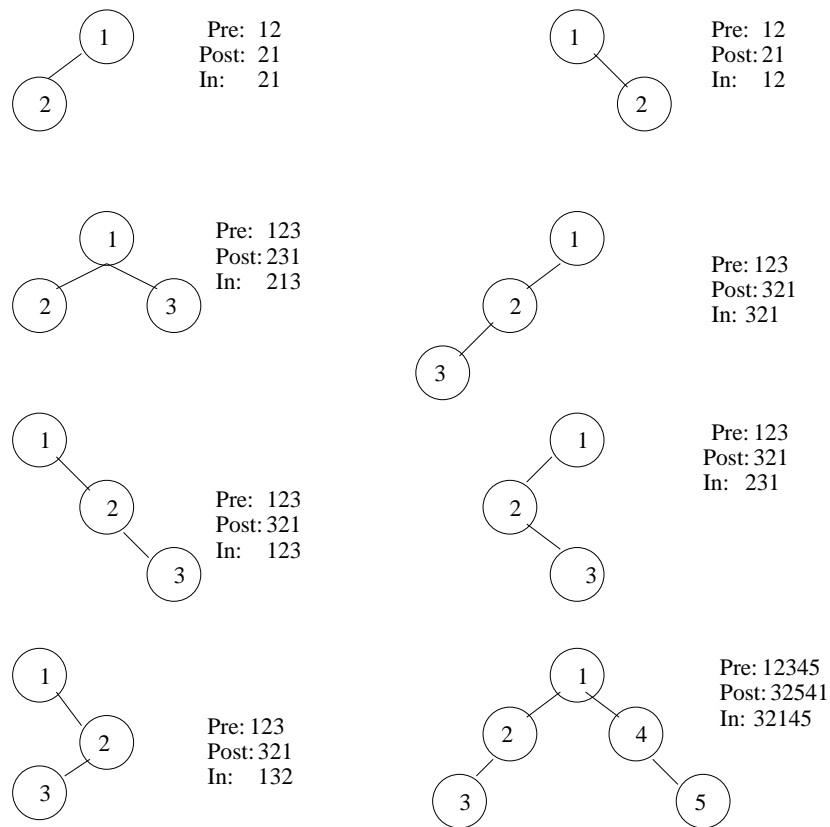 1
2
Pre: 12
Post: 21
In: 21
1
2
Pre: 12
Post: 21
In: 12
1
2
3
Pre: 123
Post: 231
In: 213
1
2
3
Pre: 123
Post: 321
In: 321
1
2
3
Pre: 123
Post: 321
In: 123
1
2
3
Pre: 123
Post: 321
In: 231
1
2
3
Pre: 123
Post: 321
In: 132
1
2
4
3
5
Pre: 12345
Post: 32541
In: 32145